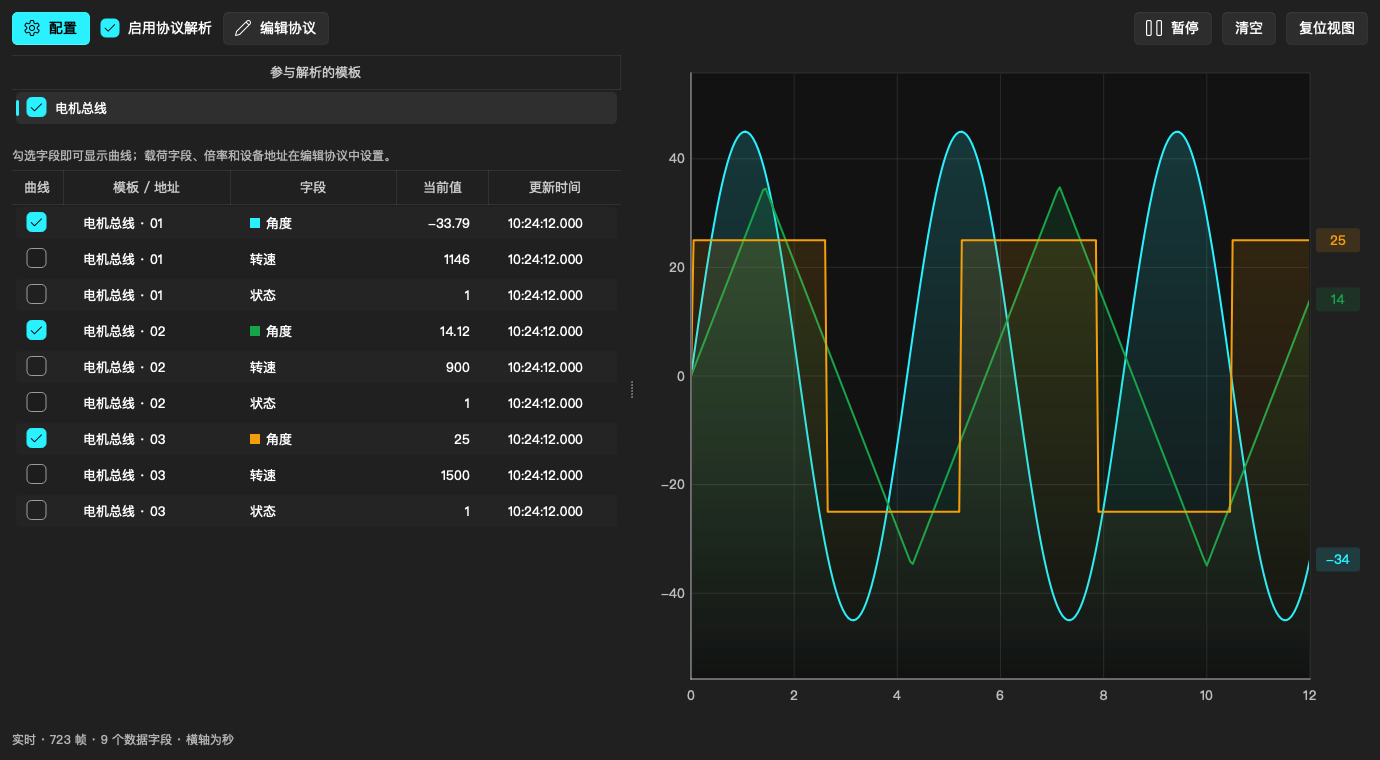 配置 启用协议解析 编辑协议 暂停 清空 复位视图
参与解析的模板
电机总线
勾选字段即可显示曲线；载荷字段、倍率和设备地址在编辑协议中设置。
曲线 模板 / 地址 字段 当前值 更新时间
电机总线 · 01 角度 −33.79 10:24:12.000
电机总线 · 01 转速 1146 10:24:12.000
电机总线 · 01 状态 1 10:24:12.000
电机总线 · 02 角度 14.12 10:24:12.000
电机总线 · 02 转速 900 10:24:12.000
电机总线 · 02 状态 1 10:24:12.000
电机总线 · 03 角度 25 10:24:12.000
电机总线 · 03 转速 1500 10:24:12.000
电机总线 · 03 状态 1 10:24:12.000
40
20
0
−20
−40
0 2 4 6 8 10 12
25
14
−34
实时 · 723 帧 · 9 个数据字段 · 横轴为秒